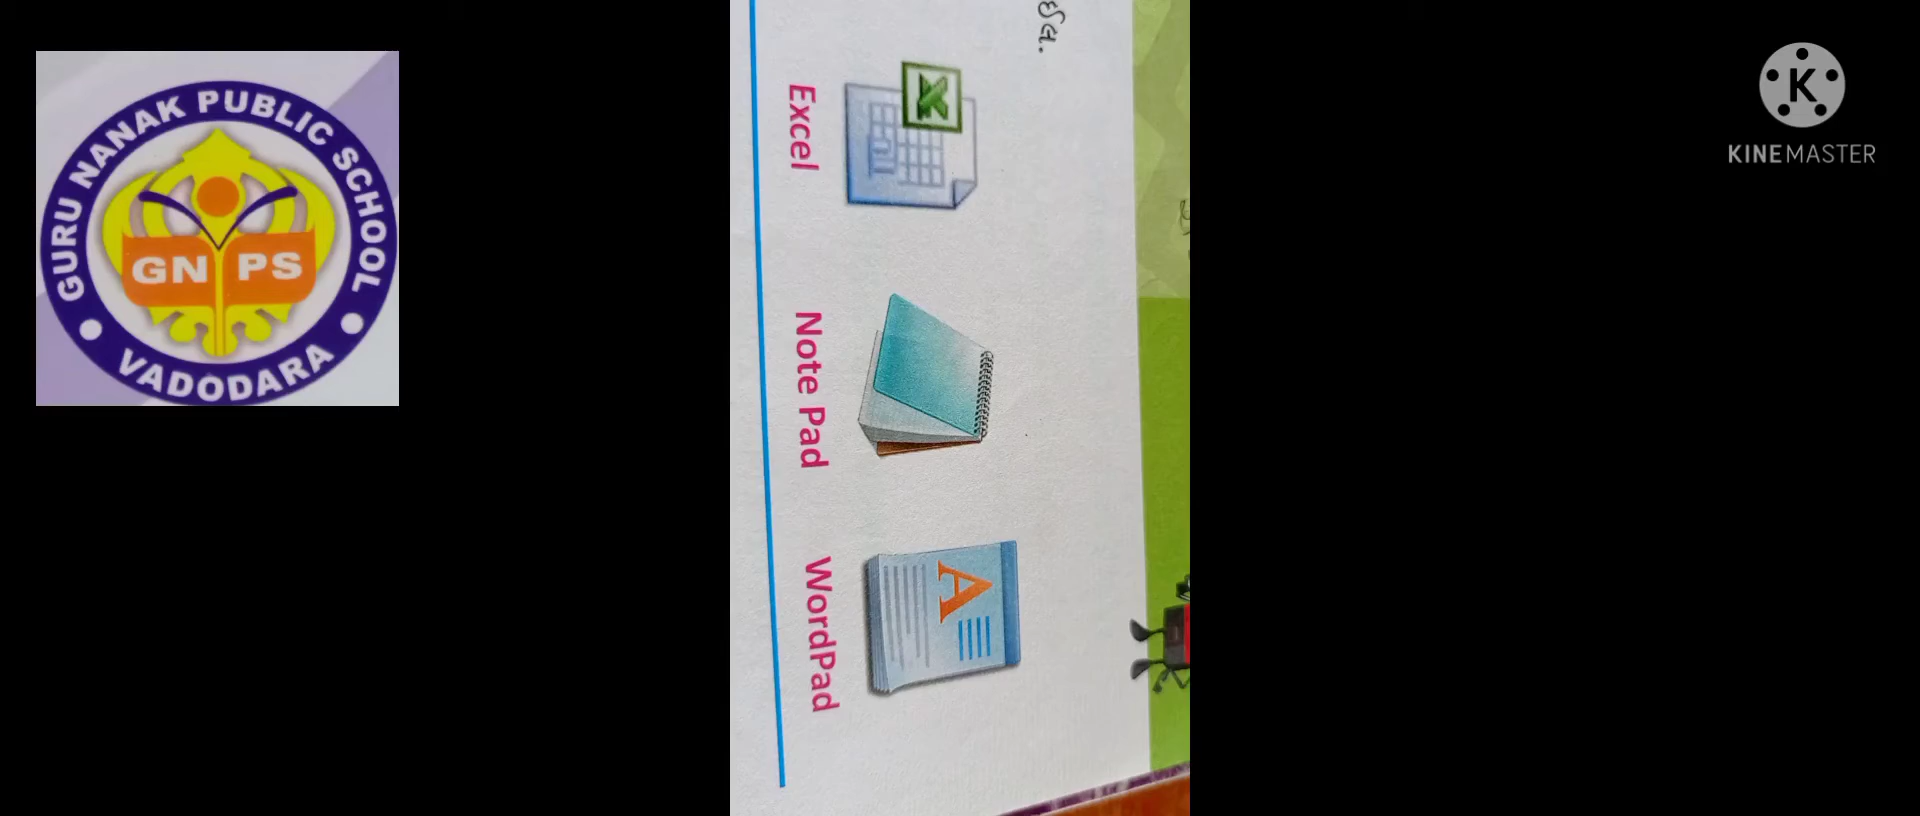 GURU NANAK PUBLIC SCHOOL
GN PS
VADODARA
Excel
Note Pad
WordPad
A
K
KINEMASTER